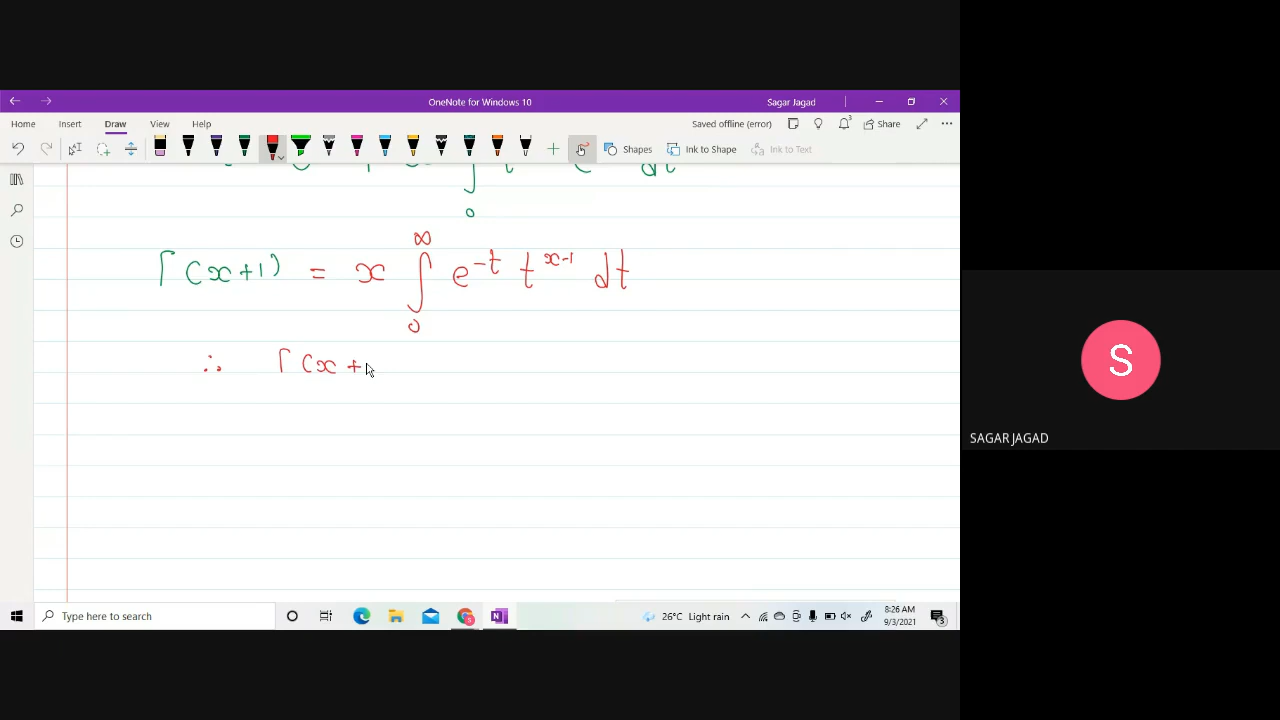 OneNote for Windows 10
Sagar Jagad
Home Insert Draw View Help
Saved offline (error)
Share
Shapes
Ink to Shape
Ink to Text
0
∞
Γ(x+1) = x ∫ e^{-t} t^{x-1} dt
0
∴ Γ(x +
S
SAGAR JAGAD
Type here to search
26°C Light rain
8:26 AM
9/3/2021
3